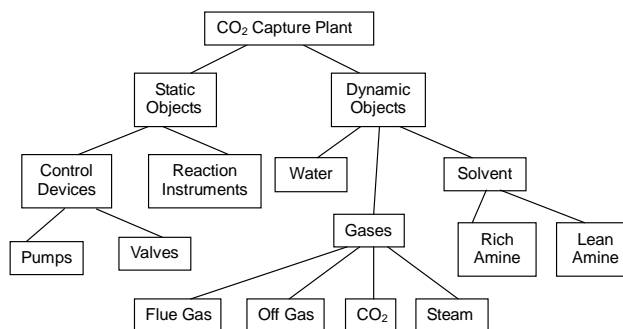 CO₂ Capture Plant
Static
Objects
Dynamic
Objects
Control
Devices
Reaction
Instruments
Water
Solvent
Pumps
Valves
Gases
Rich
Amine
Lean
Amine
Flue Gas
Off Gas
CO₂
Steam